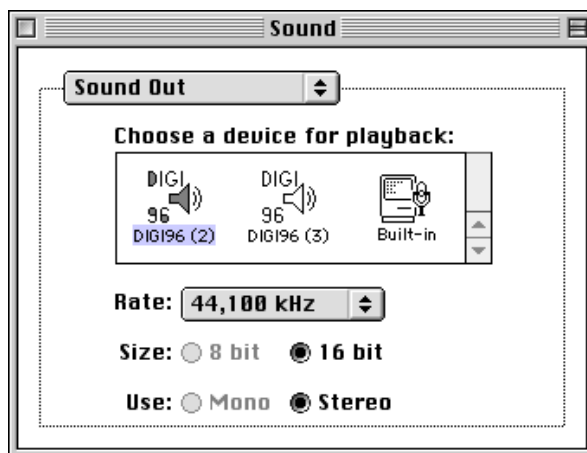 Sound
Sound Out
Choose a device for playback:
DIGI 96 DIGI 96
DIGI96 (2) DIGI96 (3) Built-in
Rate: 44,100 kHz
Size: 8 bit 16 bit
Use: Mono Stereo